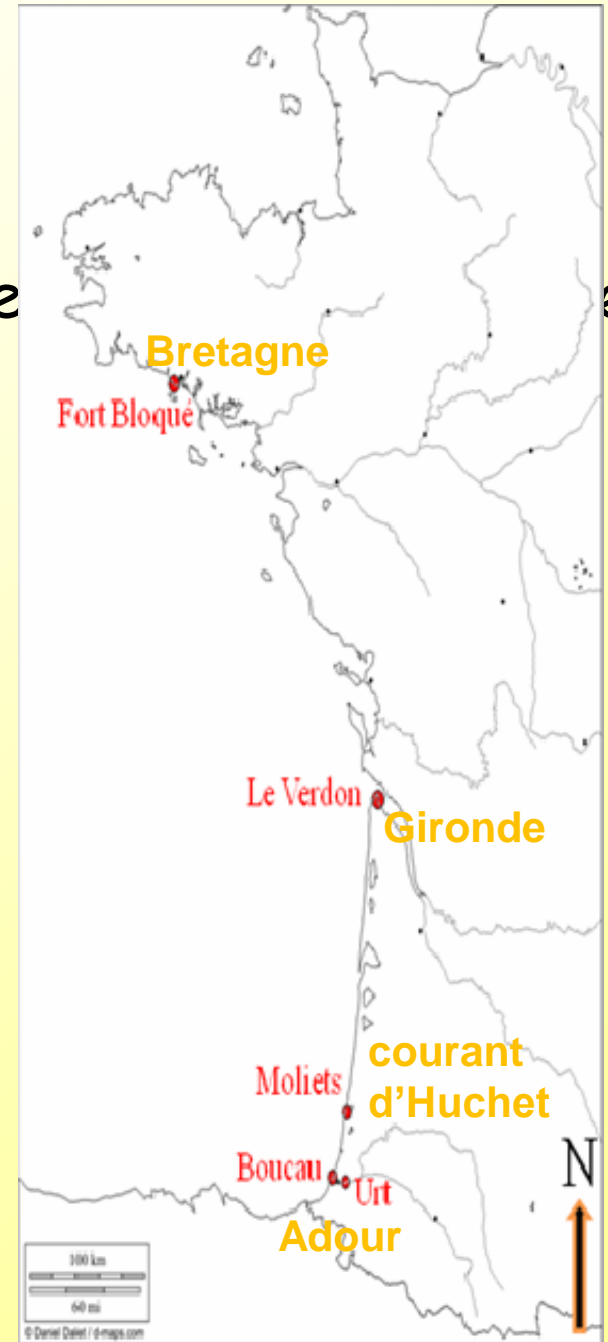 e
Bretagne
Fort Bloqué
Le Verdon
Gironde
courant
d'Huchet
Moliets
Boucau
Urt
Adour
N
100 km
60 mi
© Daniel Dalet / d-maps.com